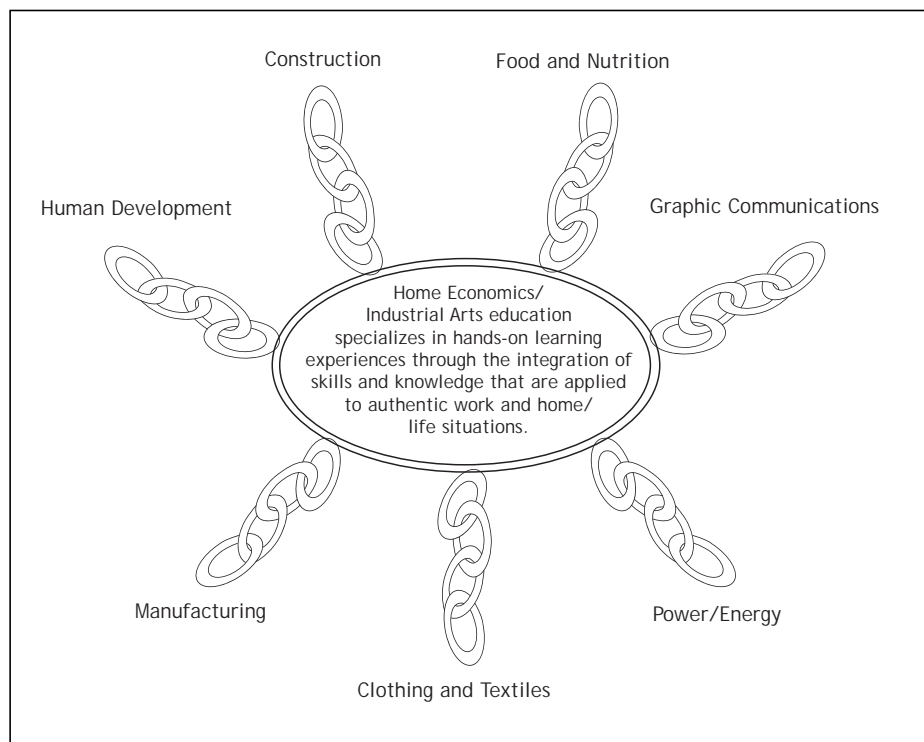 Construction
Food and Nutrition
Human Development
Graphic Communications
Home Economics/
Industrial Arts education
specializes in hands-on learning
experiences through the integration of
skills and knowledge that are applied
to authentic work and home/
life situations.
Manufacturing
Power/Energy
Clothing and Textiles